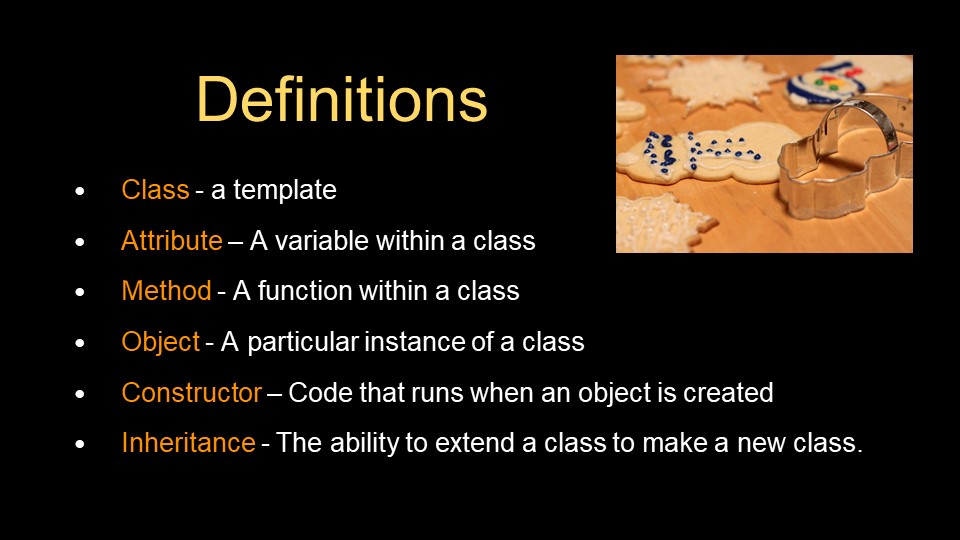 Definitions
• Class - a template
• Attribute – A variable within a class
• Method - A function within a class
• Object - A particular instance of a class
• Constructor – Code that runs when an object is created
• Inheritance - The ability to extend a class to make a new class.